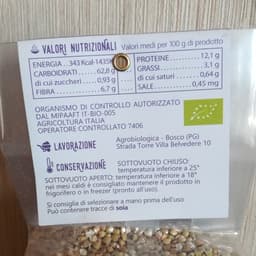 VALORI NUTRIZIONALI Valori medi per 100 g di prodotto
ENERGIA 343 Kcal-1435K PROTEINE 12,1 g
CARBOIDRATI 62,8 g GRASSI 3,1 g
di cui zuccheri 0,93 g di cui saturi 0,64 g
FIBRA 6,7 g SALE 0,45 mg
ORGANISMO DI CONTROLLO AUTORIZZATO
DAL MIPAAFT IT-BIO-005
AGRICOLTURA ITALIA
OPERATORE CONTROLLATO 7406
LAVORAZIONE Agrobiologica - Bosco (PG)
Strada Torre Villa Belvedere 10
CONSERVAZIONE SOTTOVUOTO CHIUSO:
temperatura inferiore a 25°
SOTTOVUOTO APERTO: temperatura inferiore a 18°
nel mesi caldi è consigliato mantenere il prodotto in
frigorifero o in freezer (pronto all'uso).
Si consiglia di selezionare a mano prima dell'uso
Può contenere tracce di soia